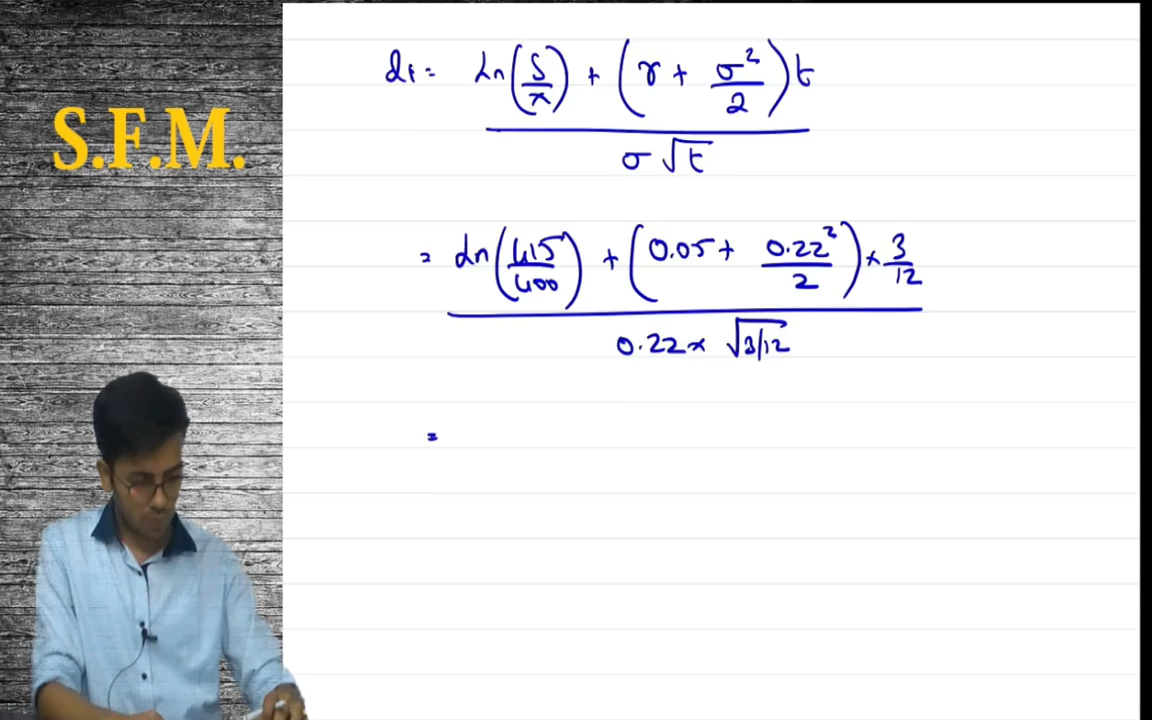 S.F.M.
d1 = (ln(S/x) + (r + σ²/2)t) / (σ√t)
= (ln(415/400) + (0.05 + 0.22²/2) × 3/12) / (0.22 × √3/12)
=